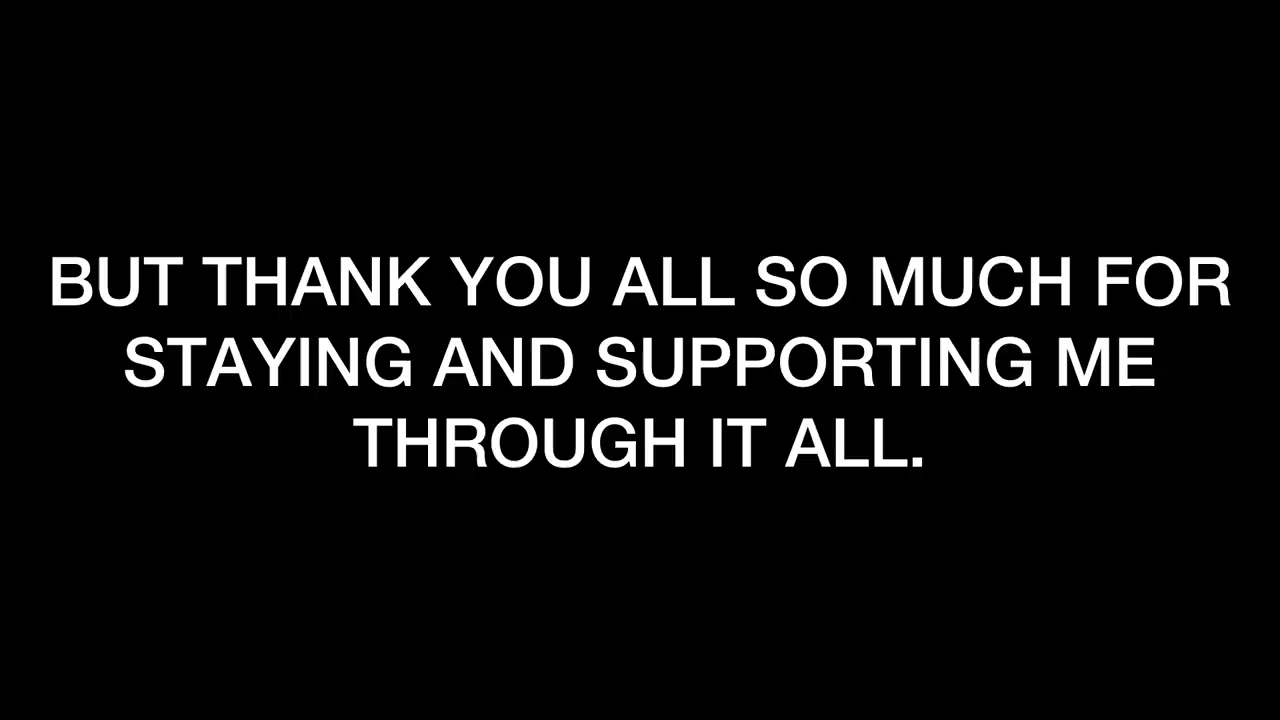 BUT THANK YOU ALL SO MUCH FOR
STAYING AND SUPPORTING ME
THROUGH IT ALL.